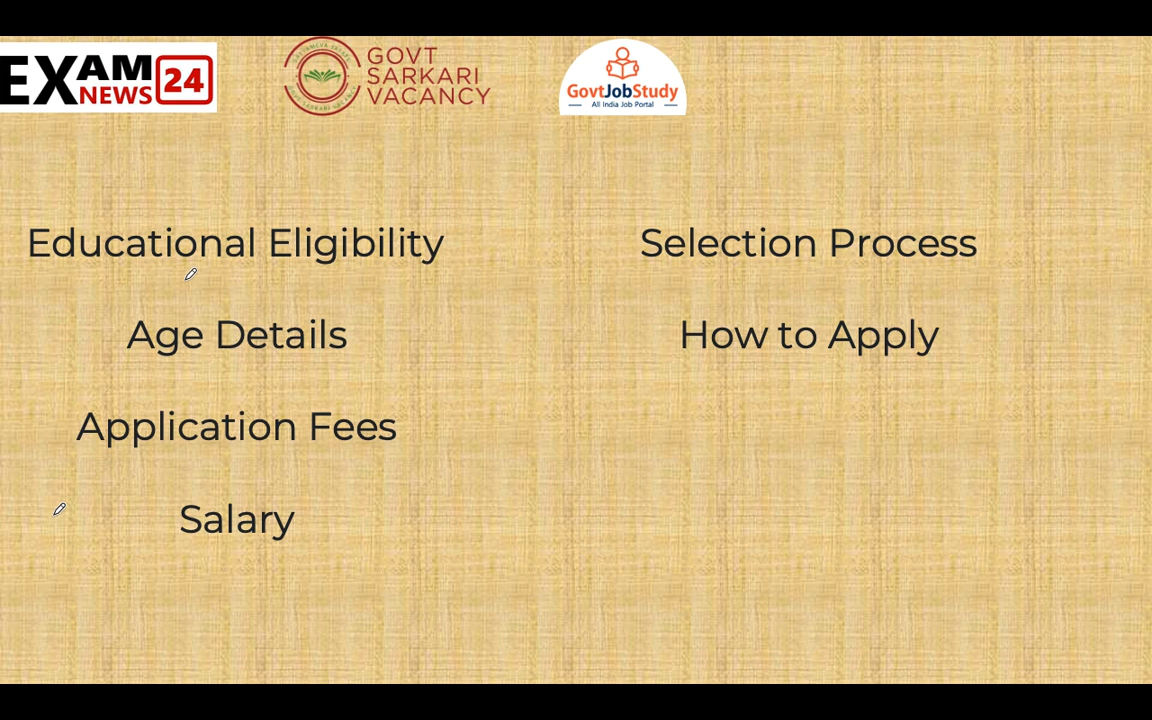 EXAM
NEWS
24
GOVT
SARKARI
VACANCY
GovtJobStudy
All India Job Portal
Educational Eligibility
Age Details
Application Fees
Salary
Selection Process
How to Apply